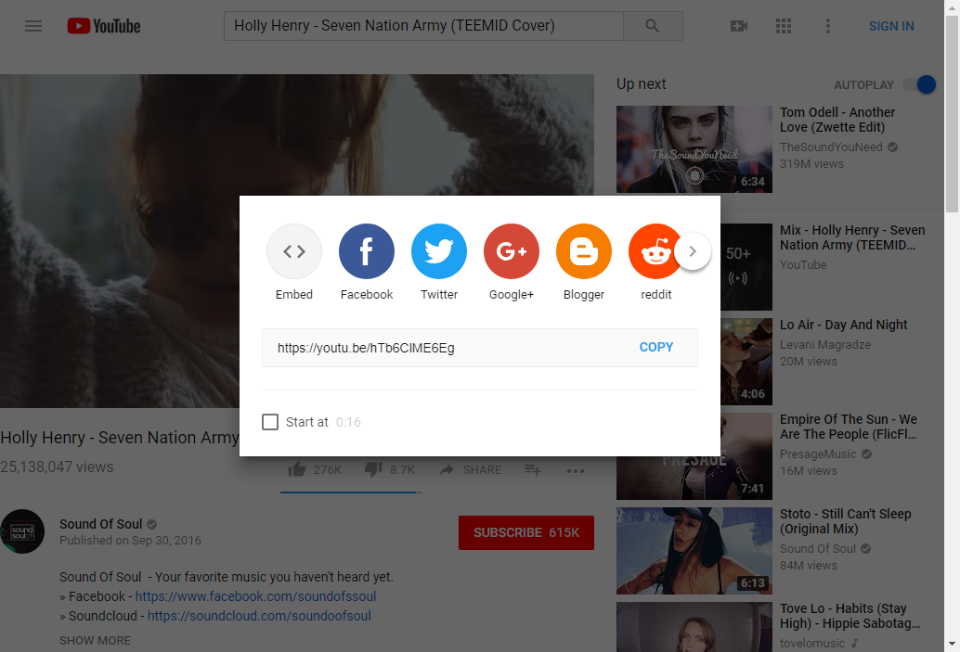 YouTube
Holly Henry - Seven Nation Army (TEEMID Cover)
SIGN IN
Up next
AUTOPLAY
TheSoundYouNeed
6:34
Tom Odell - Another
Love (Zwette Edit)
TheSoundYouNeed
319M views
50+
Mix - Holly Henry - Seven
Nation Army (TEEMID...
YouTube
4:06
Lo Air - Day And Night
Levani Magradze
20M views
PRESAGE
7:41
Empire Of The Sun - We
Are The People (FlicFl...
PresageMusic
16M views
6:13
Stoto - Still Can't Sleep
(Original Mix)
Sound Of Soul
84M views
Tove Lo - Habits (Stay
High) - Hippie Sabotag...
tovelomusic
Embed
Facebook
Twitter
Google+
Blogger
reddit
https://youtu.be/hTb6CIME6Eg
COPY
Start at 0:16
Holly Henry - Seven Nation Army
25,138,047 views
276K
8.7K
SHARE
sound
soul
Sound Of Soul
Published on Sep 30, 2016
SUBSCRIBE 615K
Sound Of Soul - Your favorite music you haven't heard yet.
» Facebook - https://www.facebook.com/soundofssoul
» Soundcloud - https://soundcloud.com/soundoofsoul
SHOW MORE